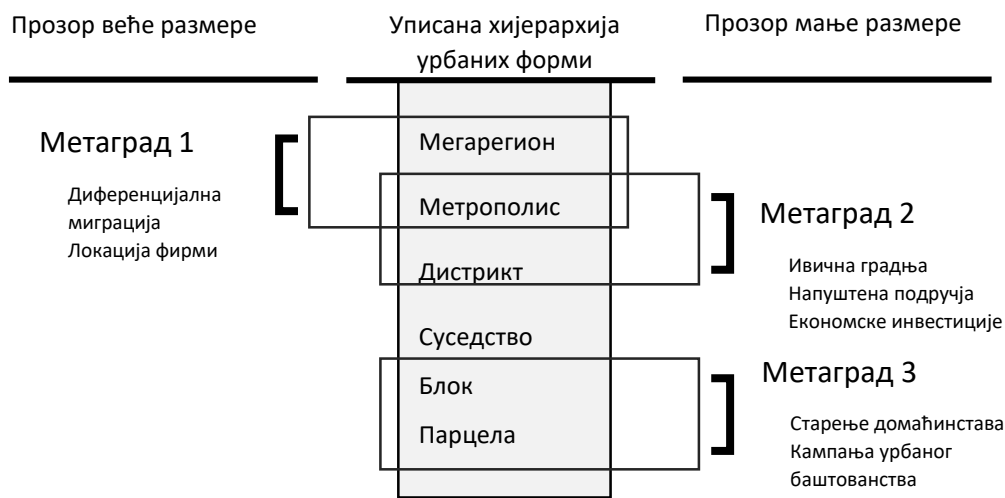 Прозор веће размере
Уписана хијерархија
урбаних форми
Прозор мање размере
Метаград 1
Диференцијална
миграција
Локација фирми
Мегарегион
Метрополис
Дистрикт
Суседство
Блок
Парцела
Метаград 2
Ивична градња
Напуштена подручја
Економске инвестиције
Метаград 3
Старење домаћинстава
Кампања урбаног
баштованства